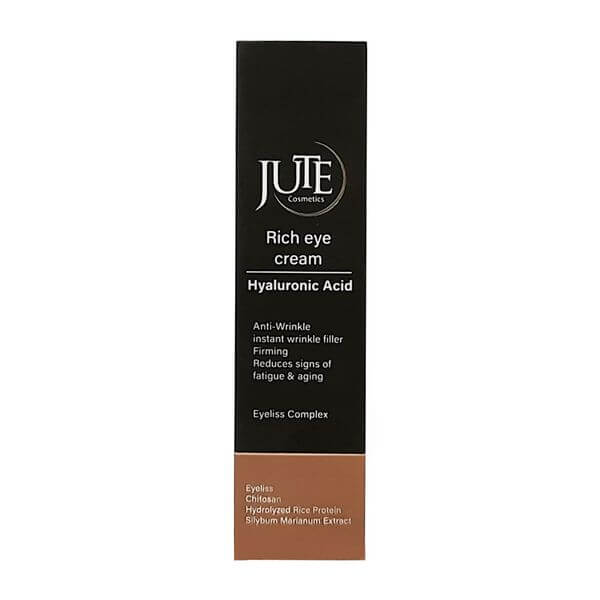 JUTE
Cosmetics
Rich eye
cream
Hyaluronic Acid
Anti-Wrinkle
instant wrinkle filler
Firming
Reduces signs of
fatigue & aging
Eyeliss Complex
Eyeliss
Chitosan
Hydrolyzed Rice Protein
Silybum Marianum Extract